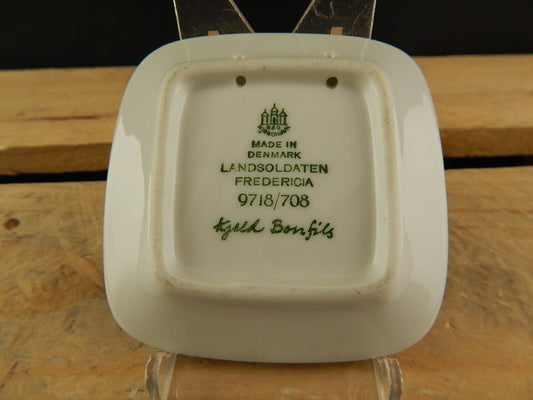 B&G
MADE IN
DENMARK
LANDSOLDATEN
FREDERICIA
9718/708
Kjeld Bonfils